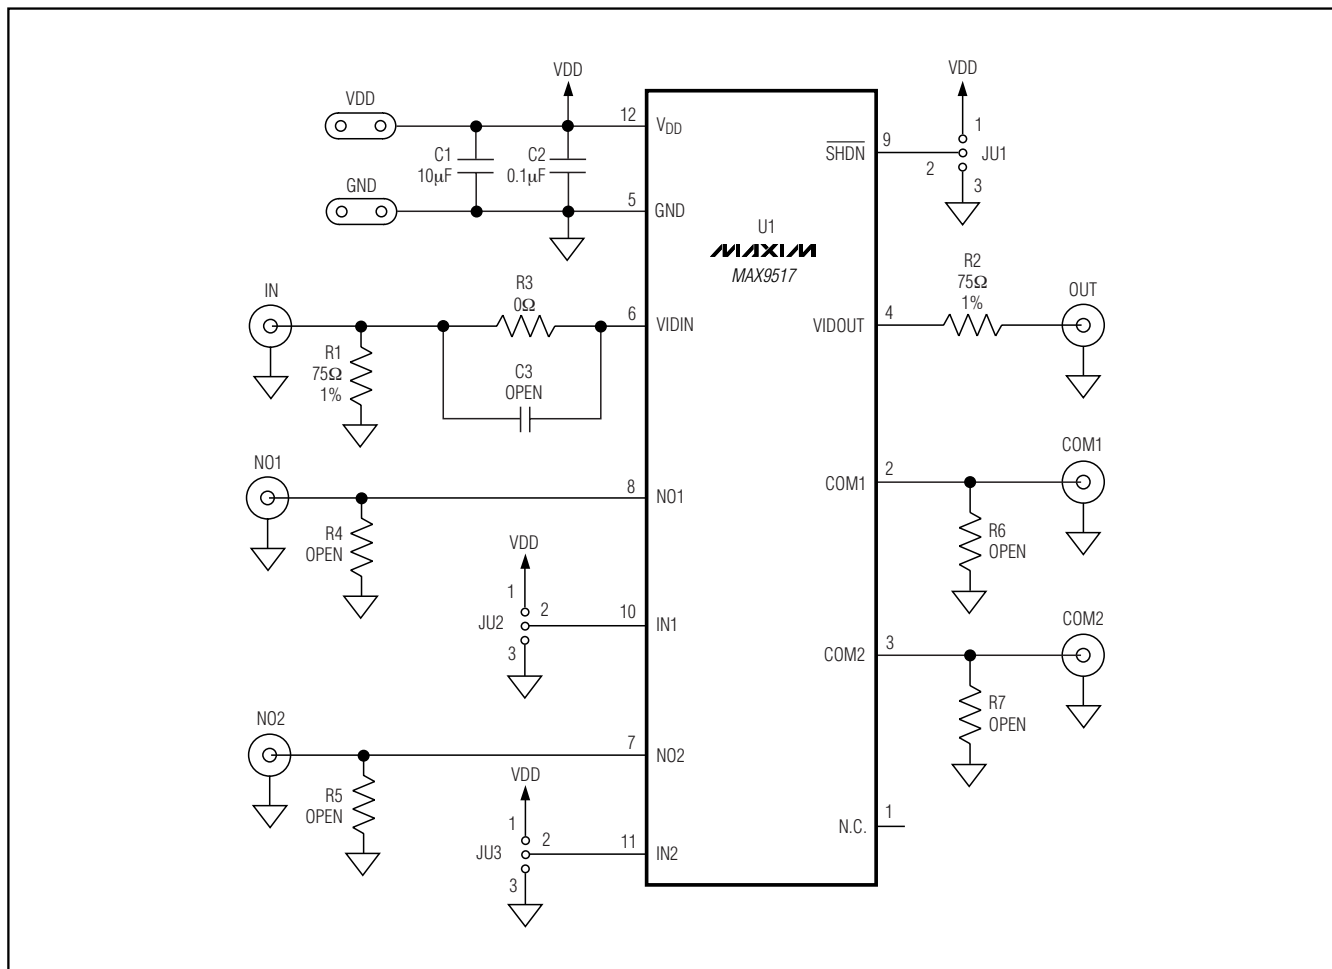 VDD
VDD
C1
10µF
C2
0.1µF
GND
12
VDD
5
GND
U1
MAXIM
MAX9517
VDD
9
SHDN
1
2
JU1
3
IN
R3
0Ω
6
VIDIN
R1
75Ω
1%
C3
OPEN
VIDOUT
4
R2
75Ω
1%
OUT
NO1
8
NO1
R4
OPEN
COM1
2
COM1
R6
OPEN
VDD
1
JU2
2
10
IN1
3
COM2
3
COM2
R7
OPEN
NO2
7
NO2
R5
OPEN
VDD
1
JU3
2
11
IN2
3
N.C.
1